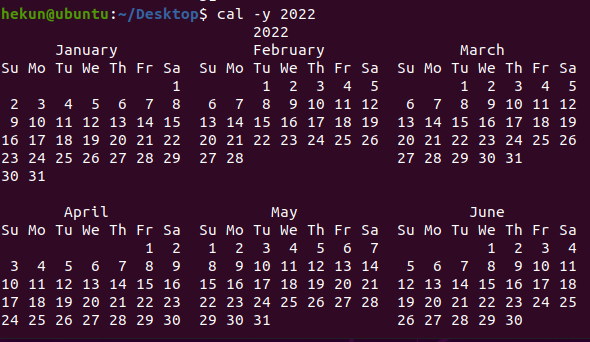 hekun@ubuntu:~/Desktop$ cal -y 2022
                            2022
      January               February               March
Su Mo Tu We Th Fr Sa  Su Mo Tu We Th Fr Sa  Su Mo Tu We Th Fr Sa
                   1         1  2  3  4  5         1  2  3  4  5
 2  3  4  5  6  7  8   6  7  8  9 10 11 12   6  7  8  9 10 11 12
 9 10 11 12 13 14 15  13 14 15 16 17 18 19  13 14 15 16 17 18 19
16 17 18 19 20 21 22  20 21 22 23 24 25 26  20 21 22 23 24 25 26
23 24 25 26 27 28 29  27 28                 27 28 29 30 31
30 31
       April                  May                   June
Su Mo Tu We Th Fr Sa  Su Mo Tu We Th Fr Sa  Su Mo Tu We Th Fr Sa
                1  2   1  2  3  4  5  6  7            1  2  3  4
 3  4  5  6  7  8  9   8  9 10 11 12 13 14   5  6  7  8  9 10 11
10 11 12 13 14 15 16  15 16 17 18 19 20 21  12 13 14 15 16 17 18
17 18 19 20 21 22 23  22 23 24 25 26 27 28  19 20 21 22 23 24 25
24 25 26 27 28 29 30  29 30 31              26 27 28 29 30